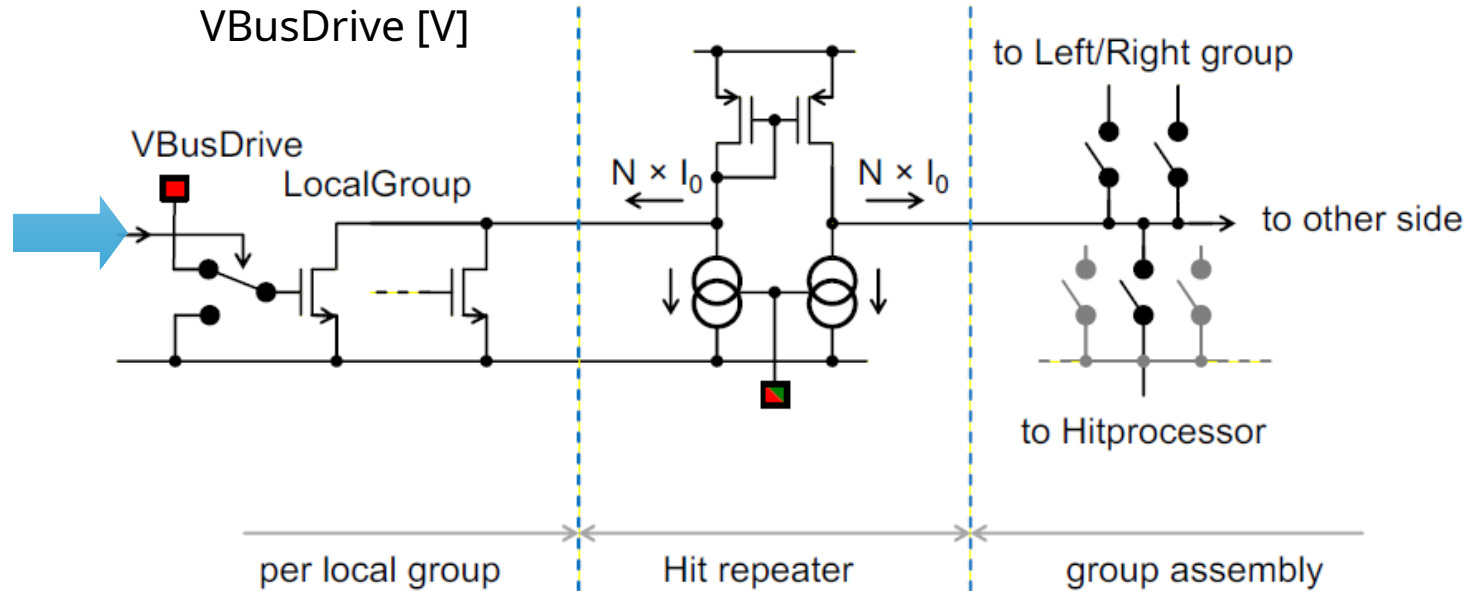 VBusDrive [V]
to Left/Right group
VBusDrive
LocalGroup
N × I₀
N × I₀
to other side
to Hitprocessor
per local group
Hit repeater
group assembly